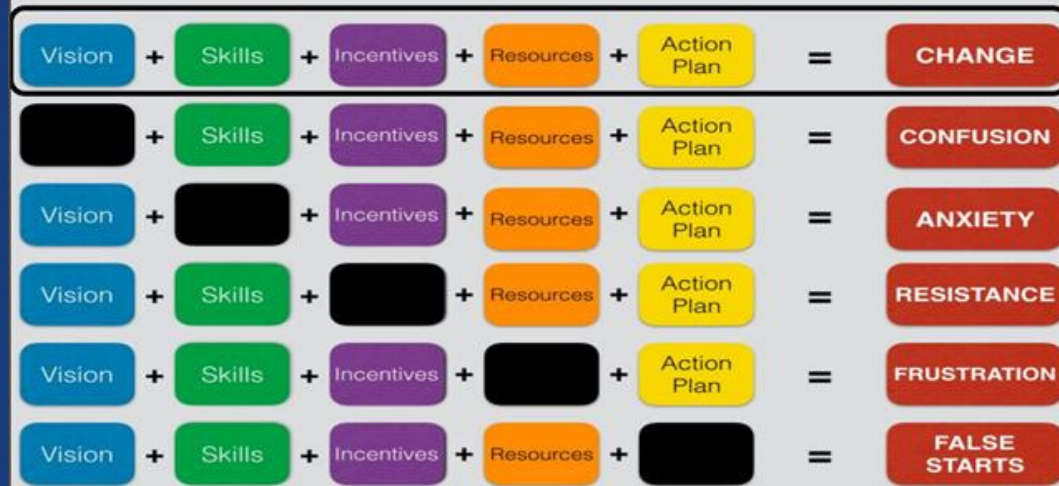 Vision + Skills + Incentives + Resources + Action Plan = CHANGE
+ Skills + Incentives + Resources + Action Plan = CONFUSION
Vision + + Incentives + Resources + Action Plan = ANXIETY
Vision + Skills + + Resources + Action Plan = RESISTANCE
Vision + Skills + Incentives + + Action Plan = FRUSTRATION
Vision + Skills + Incentives + Resources + = FALSE STARTS